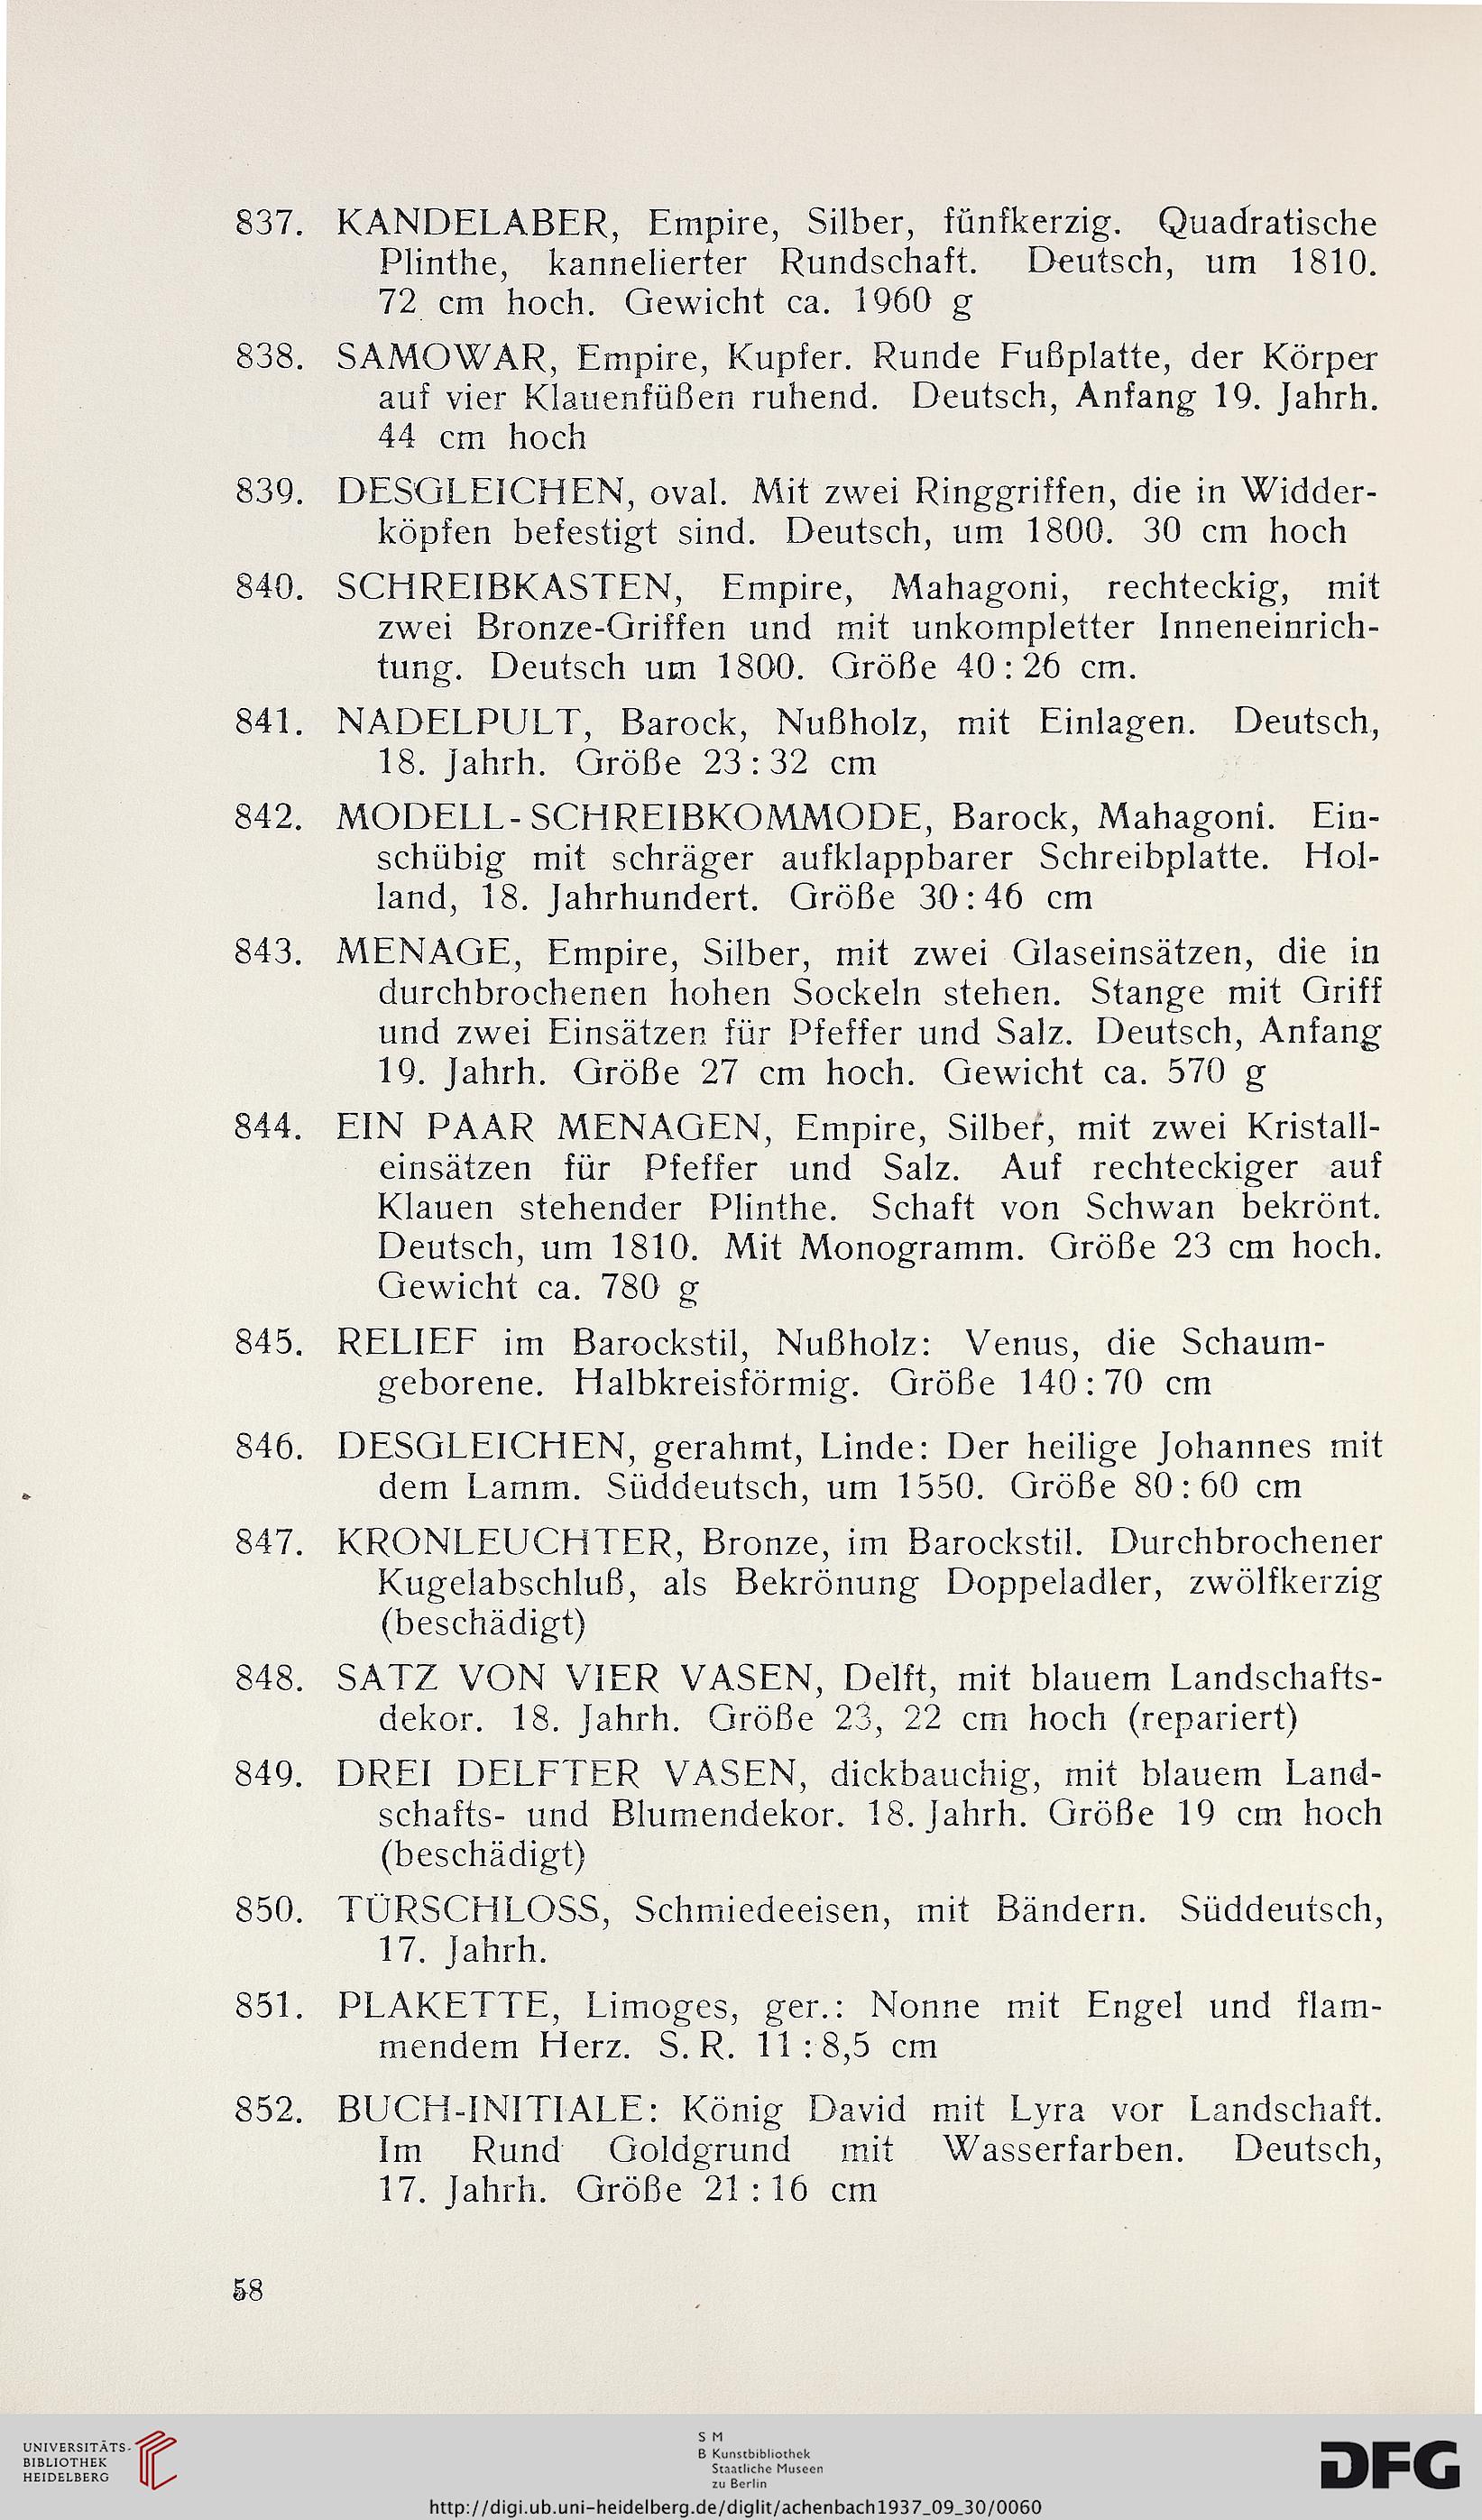 837. KANDELABER, Empire, Silber, fünfkerzig. Quadratische
Plinthe, kannelierter Rundschaft. Deutsch, um 1810.
72 cm hoch. Gewicht ca. 1960 g
838. SAMOWAR, Empire, Kupfer. Runde Fußplatte, der Körper
auf vier Klauenfüßen ruhend. Deutsch, Anfang 19. Jahrh.
44 cm hoch
839. DESGLEICHEN, oval. Mit zwei Ringgriffen, die in Widder-
köpfen befestigt sind. Deutsch, um 1800. 30 cm hoch
840. SCHREIBKASTEN, Empire, Mahagoni, rechteckig, mit
zwei Bronze-Griffen und mit unkompletter Inneneinrich-
tung. Deutsch um 1800. Größe 40:26 cm.
841. NADELPULT, Barock, Nußholz, mit Einlagen. Deutsch,
18. Jahrh. Größe 23:32 cm
842. MODELL-SCHREIBKOMMODE, Barock, Mahagoni. Ein-
schübig mit schräger aufklappbarer Schreibplatte. Hol-
land, 18. Jahrhundert. Größe 30:46 cm
843. MENAGE, Empire, Silber, mit zwei Glaseinsätzen, die in
durchbrochenen hohen Sockeln stehen. Stange mit Griff
und zwei Einsätzen für Pfeffer und Salz. Deutsch, Anfang
19. Jahrh. Größe 27 cm hoch. Gewicht ca. 570 g
844. EIN PAAR MENAGEN, Empire, Silber, mit zwei Kristall-
einsätzen für Pfeffer und Salz. Auf rechteckiger auf
Klauen stehender Plinthe. Schaft von Schwan bekrönt.
Deutsch, um 1810. Mit Monogramm. Größe 23 cm hoch.
Gewicht ca. 780 g
845. RELIEF im Barockstil, Nußholz: Venus, die Schaum-
geborene. Halbkreisförmig. Größe 140:70 cm
846. DESGLEICHEN, gerahmt, Linde: Der heilige Johannes mit
dem Lamm. Süddeutsch, um 1550. Größe 80:60 cm
847. KRONLEUCHTER, Bronze, im Barockstil. Durchbrochener
Kugelabschluß, als Bekrönung Doppeladler, zwölfkerzig
(beschädigt)
848. SATZ VON VIER VASEN, Delft, mit blauem Landschafts-
dekor. 18. Jahrh. Größe 23, 22 cm hoch (repariert)
849. DREI DELFTER VASEN, dickbauchig, mit blauem Land-
schafts- und Blumendekor. 18. Jahrh. Größe 19 cm hoch
(beschädigt)
850. TÜRSCHLOSS, Schmiedeeisen, mit Bändern. Süddeutsch,
17. Jahrh.
851. PLAKETTE, Limoges, ger.: Nonne mit Engel und flam-
mendem Herz. S. R. 11:8,5 cm
852. BUCH-INITIALE: König David mit Lyra vor Landschaft.
Im Rund Goldgrund mit Wasserfarben. Deutsch,
17. Jahrh. Größe 21:16 cm
58
UNIVERSITÄTS-
BIBLIOTHEK
HEIDELBERG
S M
B Kunstbibliothek
Staatliche Museen
zu Berlin
DFG
http://digi.ub.uni-heidelberg.de/diglit/achenbach1937_09_30/0060